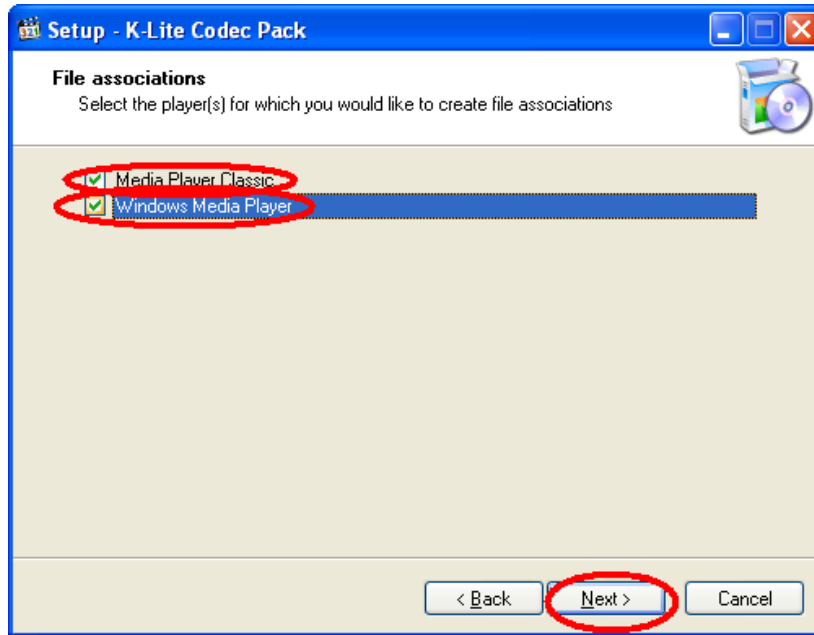 Setup - K-Lite Codec Pack
File associations
Select the player(s) for which you would like to create file associations
Media Player Classic
Windows Media Player
< Back
Next >
Cancel